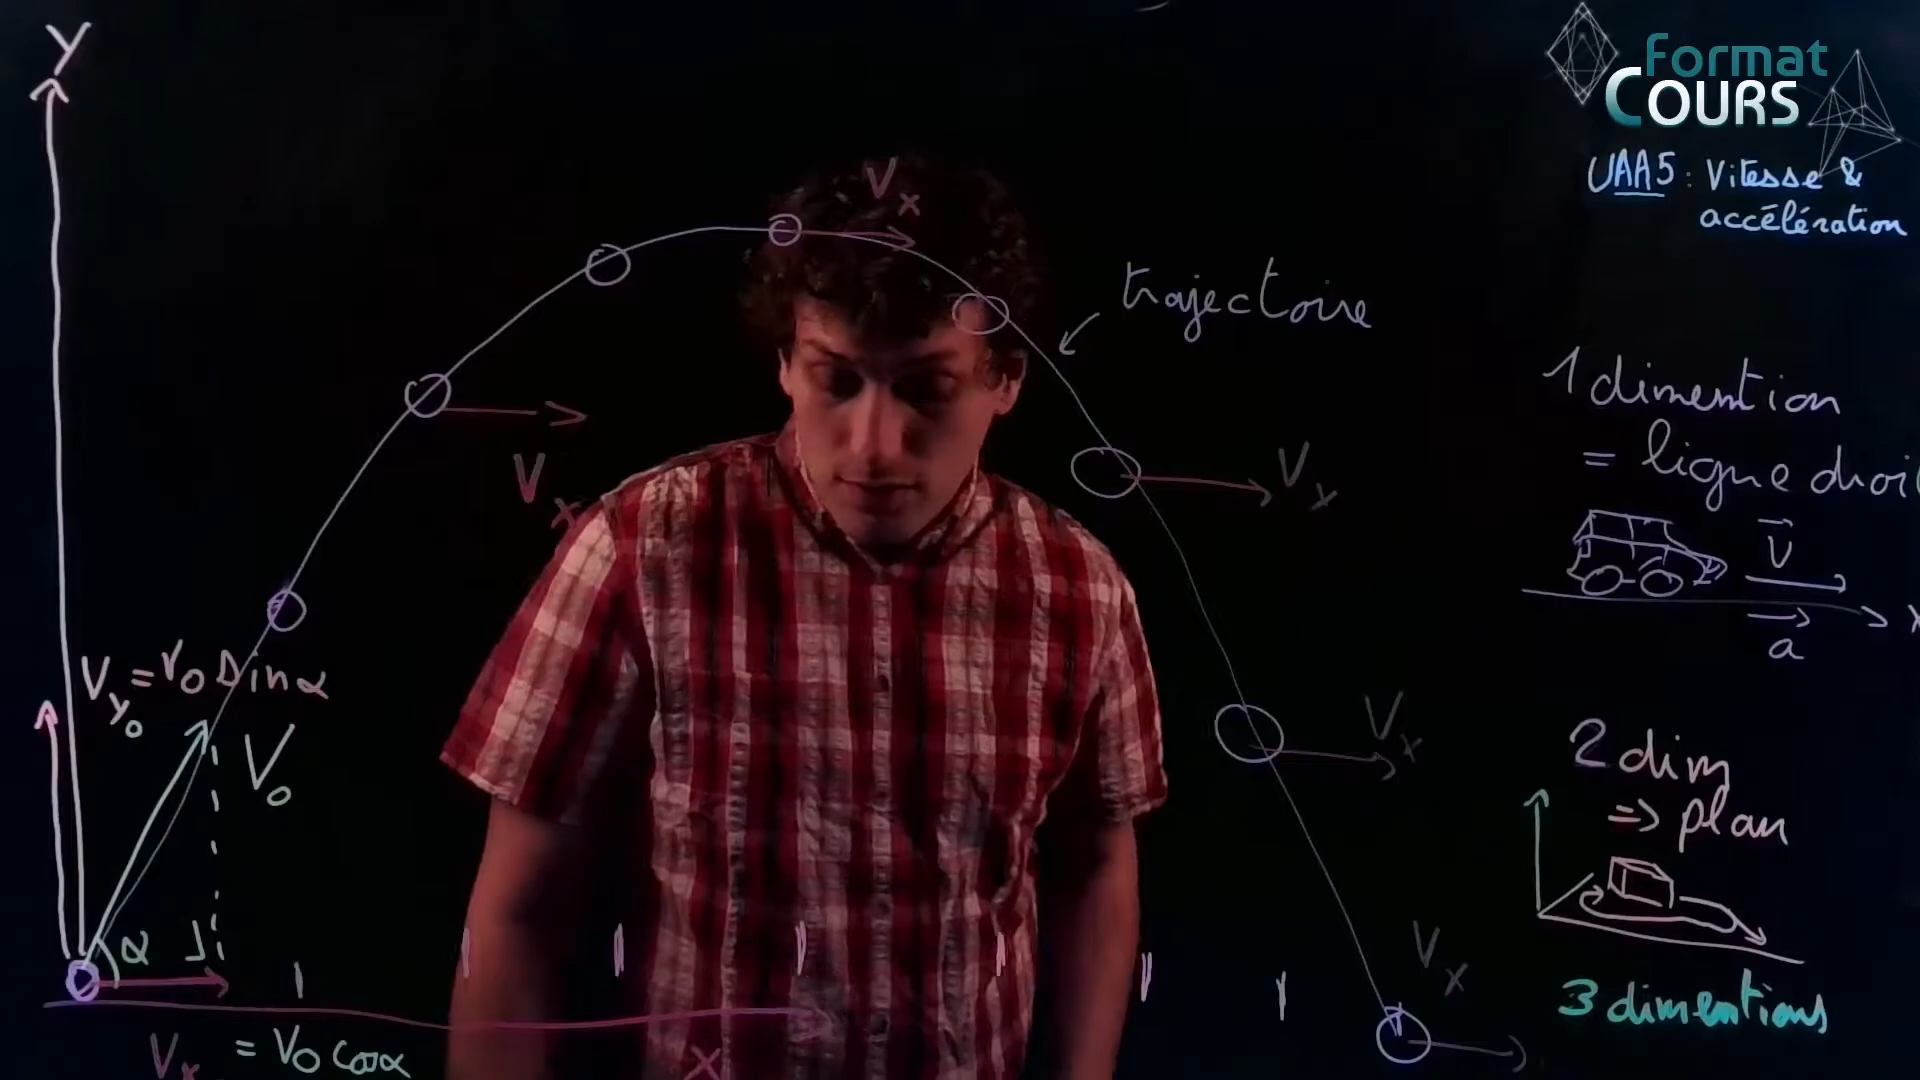 Y
Format
Cours
UAA5 : Vitesse &
accélération
Vx
trajectoire
1 dimention
= ligne droi
Vx
Vx
V
a
x
Vy0 = V0 sin α
V0
Vx
2 dim
=> plan
α
Vx
3 dimentions
Vx = V0 cos α
X